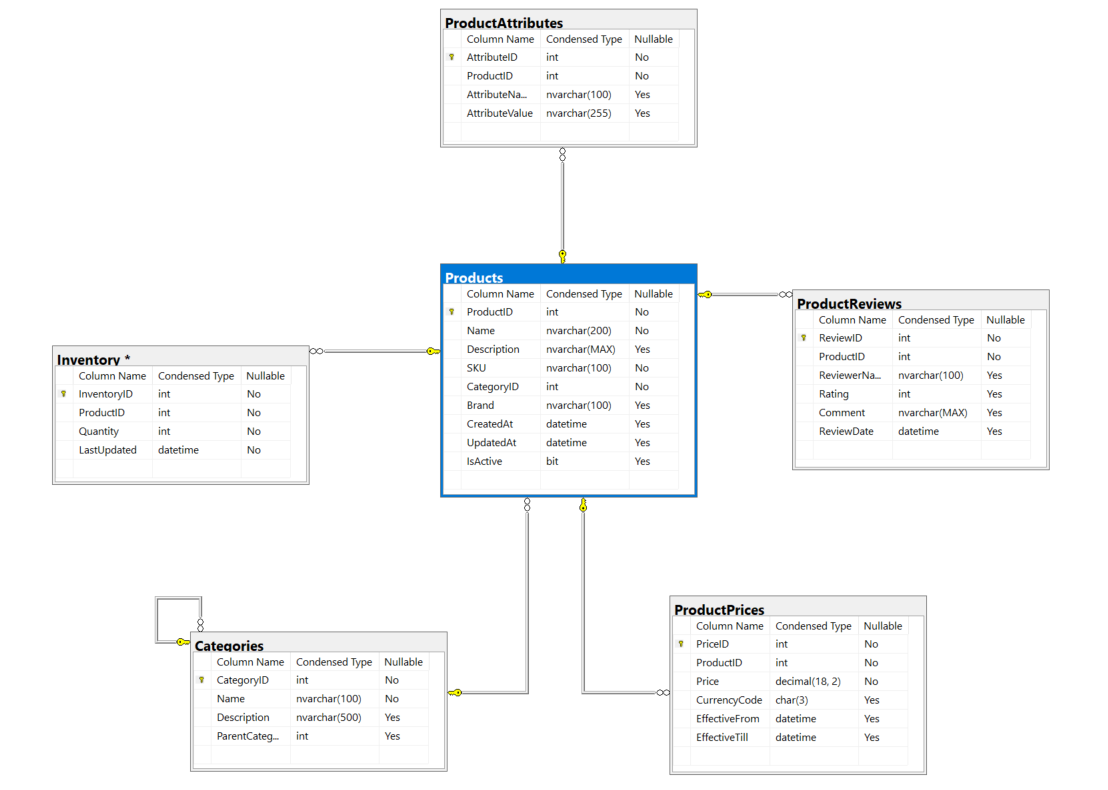 ProductAttributes
Column Name Condensed Type Nullable
AttributeID int No
ProductID int No
AttributeNa... nvarchar(100) Yes
AttributeValue nvarchar(255) Yes
Products
Column Name Condensed Type Nullable
ProductID int No
Name nvarchar(200) No
Description nvarchar(MAX) Yes
SKU nvarchar(100) No
CategoryID int No
Brand nvarchar(100) Yes
CreatedAt datetime Yes
UpdatedAt datetime Yes
IsActive bit Yes
ProductReviews
Column Name Condensed Type Nullable
ReviewID int No
ProductID int No
ReviewerNa... nvarchar(100) Yes
Rating int Yes
Comment nvarchar(MAX) Yes
ReviewDate datetime Yes
Inventory *
Column Name Condensed Type Nullable
InventoryID int No
ProductID int No
Quantity int No
LastUpdated datetime No
Categories
Column Name Condensed Type Nullable
CategoryID int No
Name nvarchar(100) No
Description nvarchar(500) Yes
ParentCateg... int Yes
ProductPrices
Column Name Condensed Type Nullable
PriceID int No
ProductID int No
Price decimal(18, 2) No
CurrencyCode char(3) Yes
EffectiveFrom datetime Yes
EffectiveTill datetime Yes